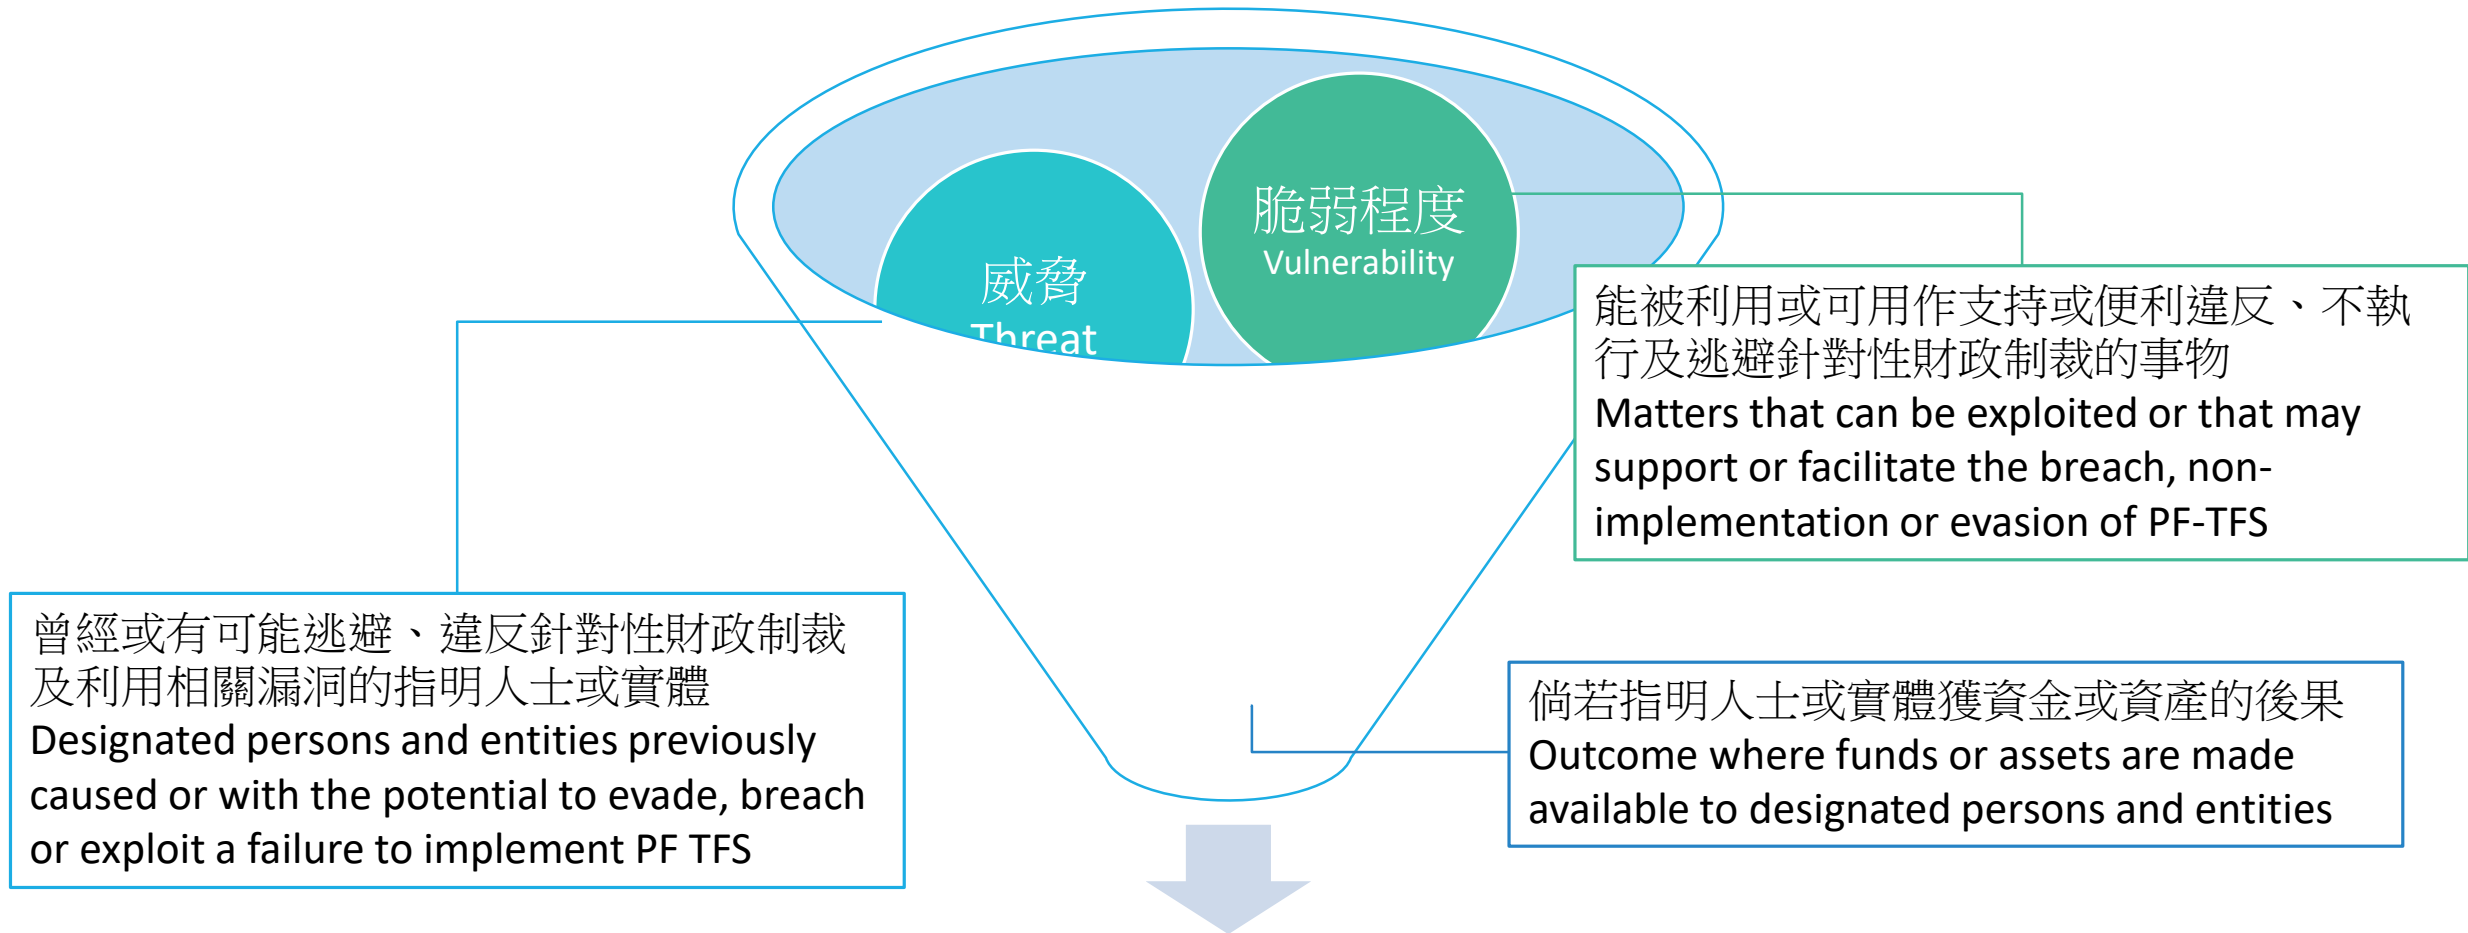 脆弱程度
Vulnerability
威脅
Threat
能被利用或可用作支持或便利違反、不執
行及逃避針對性財政制裁的事物
Matters that can be exploited or that may
support or facilitate the breach, non-
implementation or evasion of PF-TFS
曾經或有可能逃避、違反針對性財政制裁
及利用相關漏洞的指明人士或實體
Designated persons and entities previously
caused or with the potential to evade, breach
or exploit a failure to implement PF TFS
倘若指明人士或實體獲資金或資產的後果
Outcome where funds or assets are made
available to designated persons and entities